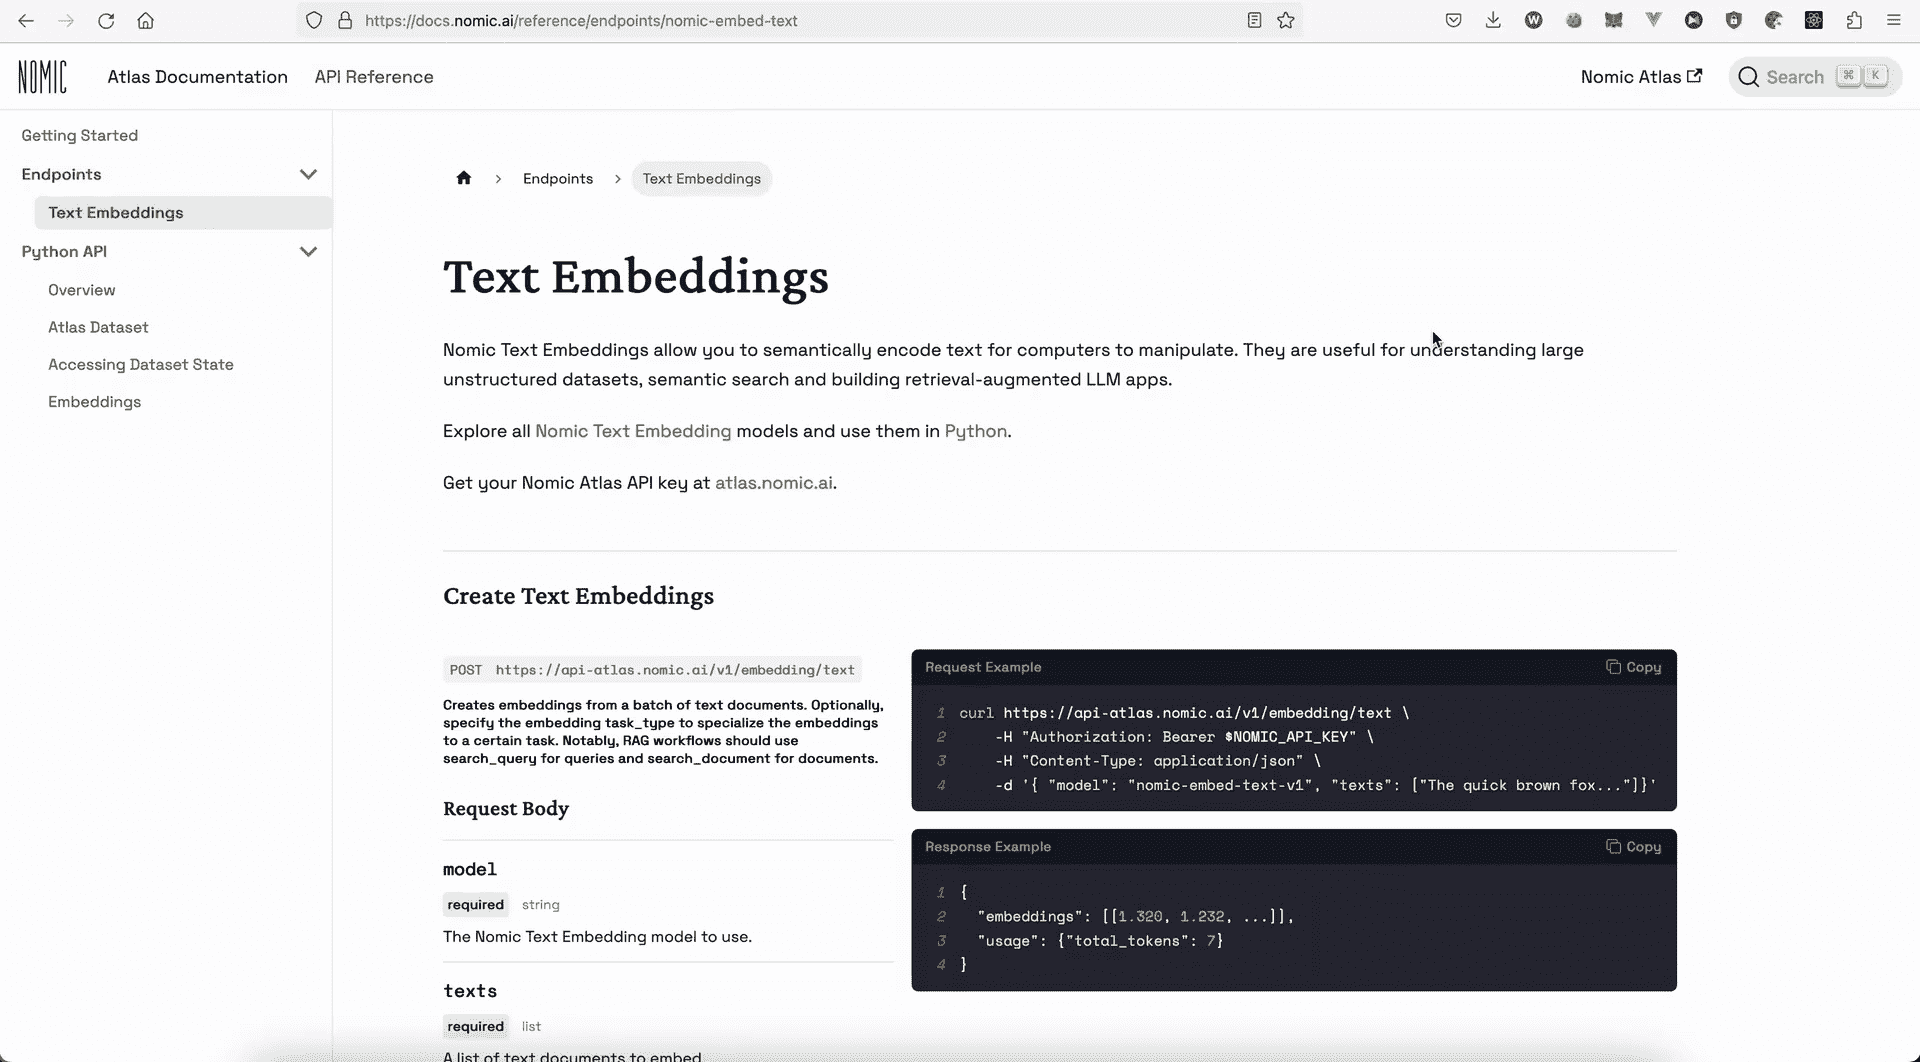 https://docs.nomic.ai/reference/endpoints/nomic-embed-text
NOMIC
Atlas Documentation
API Reference
Nomic Atlas
Search
⌘ K
Getting Started
Endpoints
Text Embeddings
Python API
Overview
Atlas Dataset
Accessing Dataset State
Embeddings
Endpoints
Text Embeddings
Text Embeddings
Nomic Text Embeddings allow you to semantically encode text for computers to manipulate. They are useful for understanding large
unstructured datasets, semantic search and building retrieval-augmented LLM apps.
Explore all Nomic Text Embedding models and use them in Python.
Get your Nomic Atlas API key at atlas.nomic.ai.
Create Text Embeddings
POST https://api-atlas.nomic.ai/v1/embedding/text
Creates embeddings from a batch of text documents. Optionally,
specify the embedding task_type to specialize the embeddings
to a certain task. Notably, RAG workflows should use
search_query for queries and search_document for documents.
Request Body
model
required string
The Nomic Text Embedding model to use.
texts
required list
A list of text documents to embed
Request Example
Copy
1 curl https://api-atlas.nomic.ai/v1/embedding/text \
2 -H "Authorization: Bearer $NOMIC_API_KEY" \
3 -H "Content-Type: application/json" \
4 -d '{ "model": "nomic-embed-text-v1", "texts": ["The quick brown fox..."]}'
Response Example
Copy
1 {
2 "embeddings": [[1.320, 1.232, ...]],
3 "usage": {"total_tokens": 7}
4 }